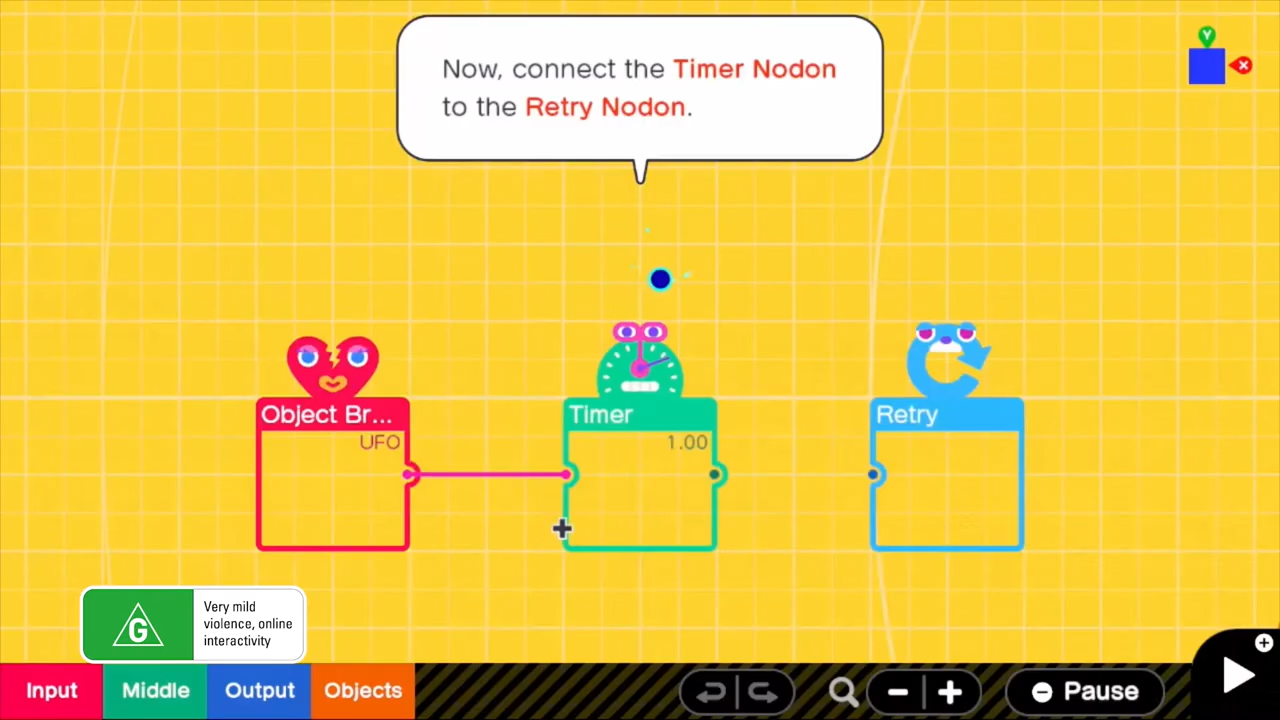 Now, connect the Timer Nodon
to the Retry Nodon.
Y
X
Object Br...
UFO
Timer
1.00
Retry
G
Very mild
violence, online
interactivity
Input
Middle
Output
Objects
Pause